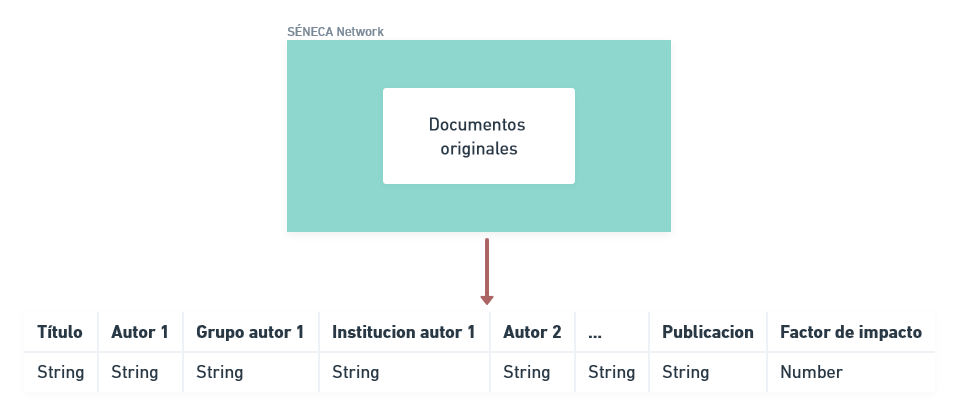 SÉNECA Network
Documentos
originales
Título Autor 1 Grupo autor 1 Institucion autor 1 Autor 2 ... Publicacion Factor de impacto
String String String String String String String Number